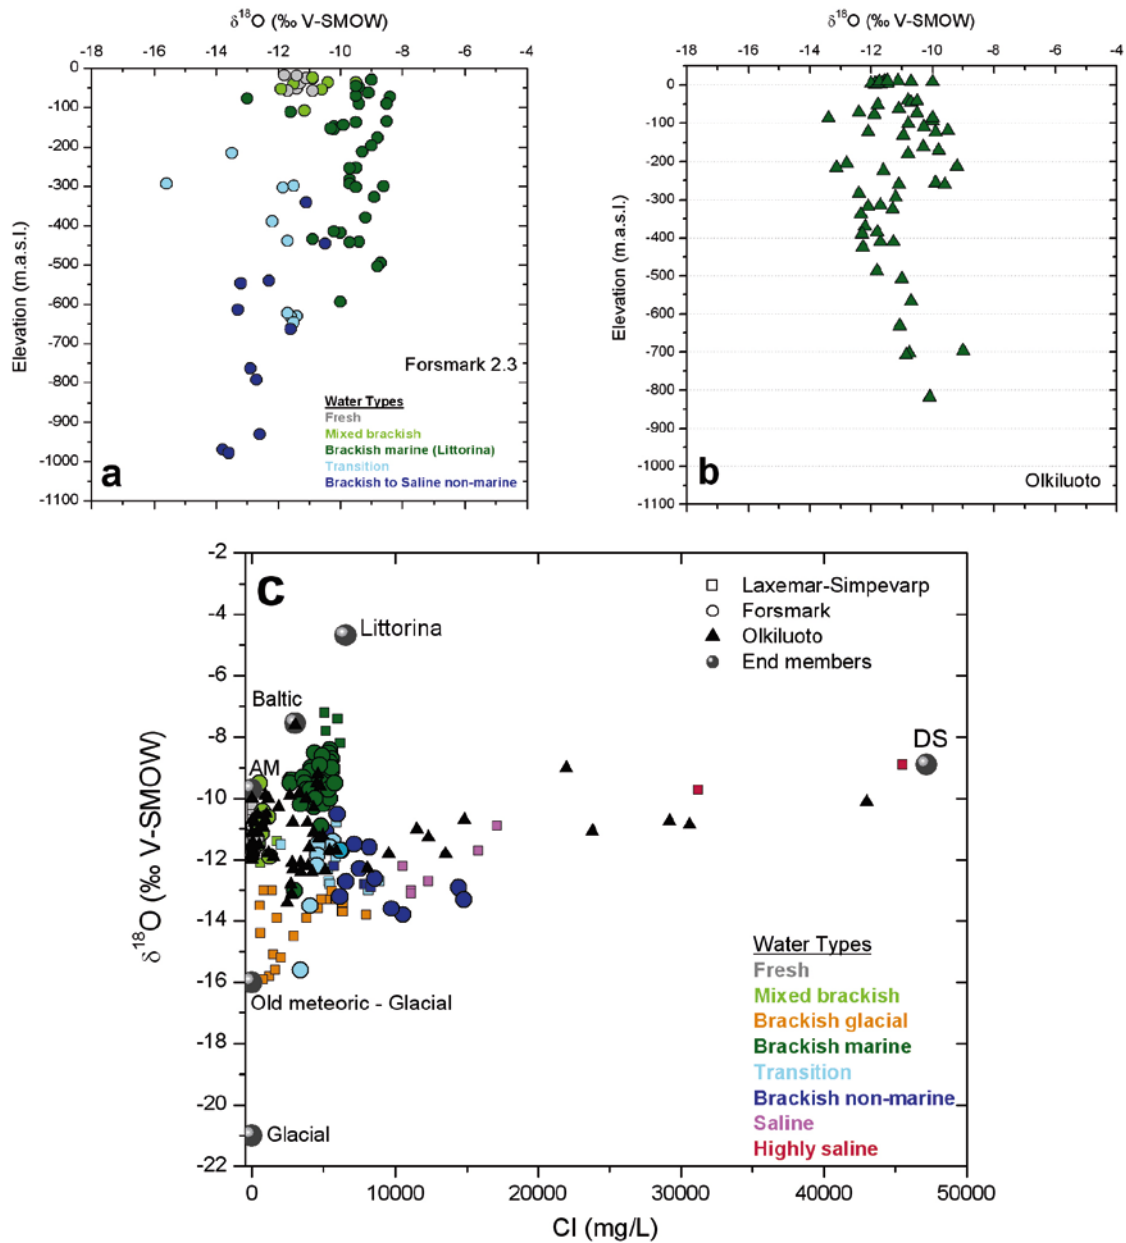 δ18O (‰ V-SMOW)
-18 -16 -14 -12 -10 -8 -6 -4
0
-100
-200
-300
-400
-500
-600
-700
-800
-900
-1000
-1100
Elevation (m.a.s.l.)
Forsmark 2.3
Water Types
Fresh
Mixed brackish
Brackish marine (Littorina)
Transition
Brackish to Saline non-marine
a
δ18O (‰ V-SMOW)
-18 -16 -14 -12 -10 -8 -6 -4
0
-100
-200
-300
-400
-500
-600
-700
-800
-900
-1000
-1100
Elevation (m.a.s.l.)
b
Olkiluoto
-2
-4
-6
-8
-10
-12
-14
-16
-18
-20
-22
δ18O (‰ V-SMOW)
c
Laxemar-Simpevarp
Forsmark
Olkiluoto
End members
Littorina
Baltic
AM
DS
Old meteoric - Glacial
Glacial
Water Types
Fresh
Mixed brackish
Brackish glacial
Brackish marine
Transition
Brackish non-marine
Saline
Highly saline
0 10000 20000 30000 40000 50000
Cl (mg/L)